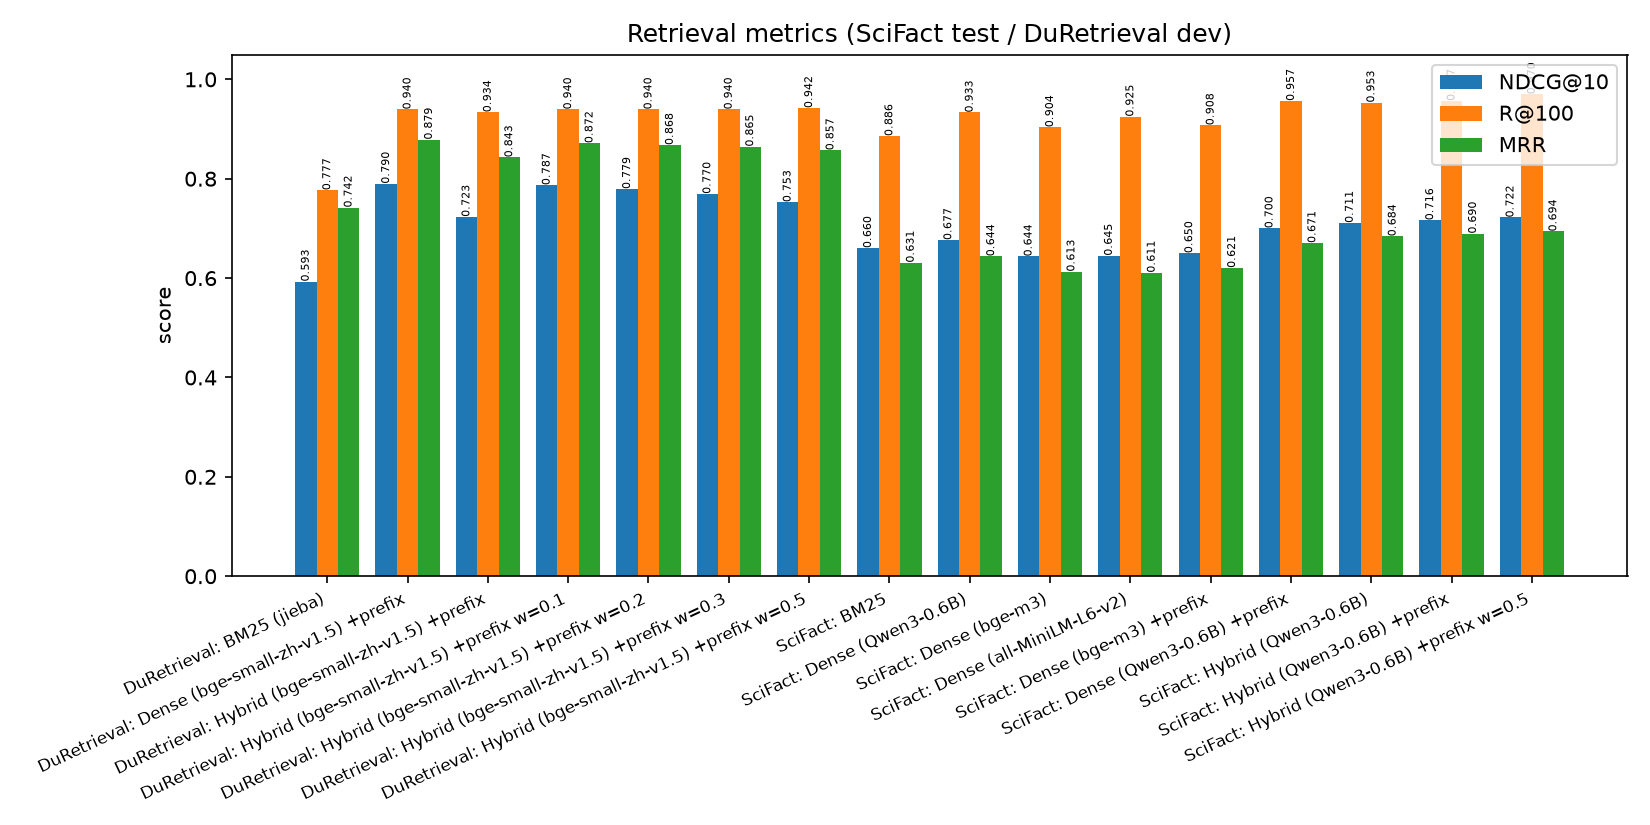 Retrieval metrics (SciFact test / DuRetrieval dev)
NDCG@10
R@100
MRR
score
1.0
0.8
0.6
0.4
0.2
0.0
0.593
0.777
0.742
0.790
0.940
0.879
0.723
0.934
0.843
0.787
0.940
0.872
0.779
0.940
0.868
0.770
0.940
0.865
0.753
0.942
0.857
0.660
0.886
0.631
0.677
0.933
0.644
0.644
0.904
0.613
0.645
0.925
0.611
0.650
0.908
0.621
0.700
0.957
0.671
0.711
0.953
0.684
0.716
0.690
0.722
0.694
DuRetrieval: BM25 (jieba)
DuRetrieval: Dense (bge-small-zh-v1.5) +prefix
DuRetrieval: Hybrid (bge-small-zh-v1.5) +prefix
DuRetrieval: Hybrid (bge-small-zh-v1.5) +prefix w=0.1
DuRetrieval: Hybrid (bge-small-zh-v1.5) +prefix w=0.2
DuRetrieval: Hybrid (bge-small-zh-v1.5) +prefix w=0.3
DuRetrieval: Hybrid (bge-small-zh-v1.5) +prefix w=0.5
SciFact: BM25
SciFact: Dense (Qwen3-0.6B)
SciFact: Dense (bge-m3)
SciFact: Dense (all-MiniLM-L6-v2)
SciFact: Dense (bge-m3) +prefix
SciFact: Dense (Qwen3-0.6B) +prefix
SciFact: Hybrid (Qwen3-0.6B)
SciFact: Hybrid (Qwen3-0.6B) +prefix
SciFact: Hybrid (Qwen3-0.6B) +prefix w=0.5